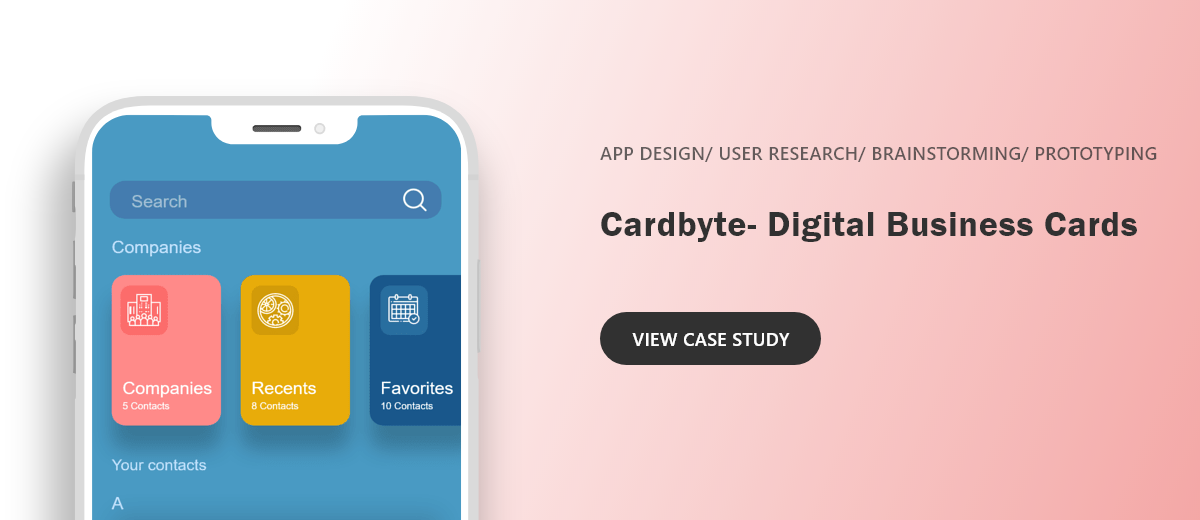 Search
Companies
Companies
5 Contacts
Recents
8 Contacts
Favorites
10 Contacts
Your contacts
A
APP DESIGN/ USER RESEARCH/ BRAINSTORMING/ PROTOTYPING
Cardbyte- Digital Business Cards
VIEW CASE STUDY